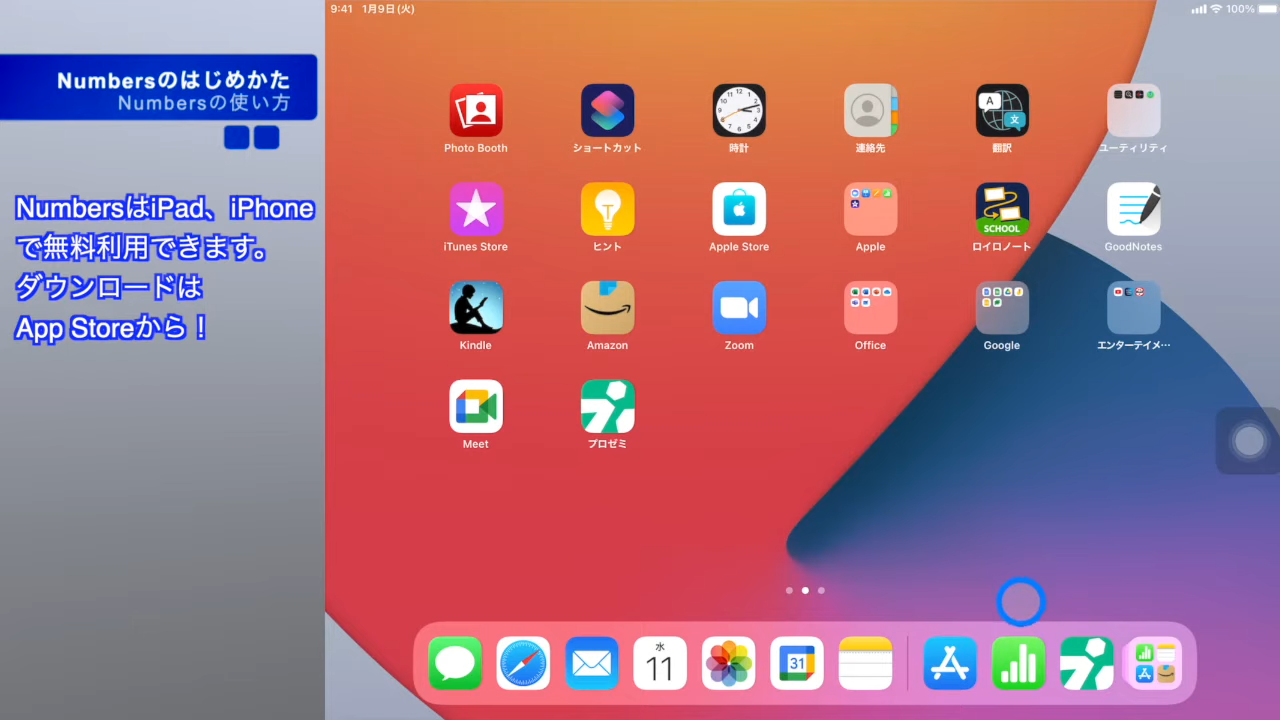 9:41 1月9日(火)
100%
Numbersのはじめかた
Numbersの使い方
NumbersはiPad、iPhone
で無料利用できます。
ダウンロードは
App Storeから！
Photo Booth
ショートカット
時計
連絡先
翻訳
ユーティリティ
iTunes Store
ヒント
Apple Store
Apple
SCHOOL
ロイロノート
GoodNotes
Kindle
Amazon
Zoom
Office
Google
エンターテイメ…
Meet
プロゼミ
水
11
31